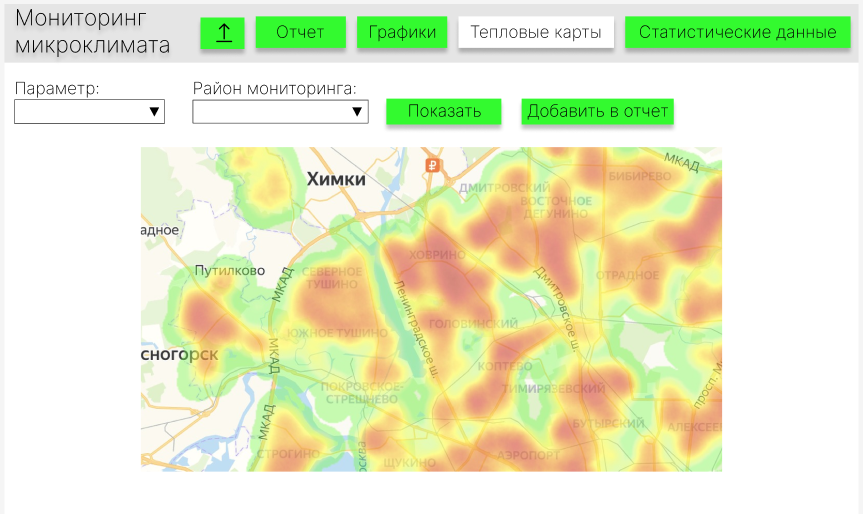 Мониторинг
микроклимата
Отчет
Графики
Тепловые карты
Статистические данные
Параметр:
Район мониторинга:
Показать
Добавить в отчет
МКАД
₽
Химки
БИБИРЕВО
ДМИТРОВСКИЙ
ВОСТОЧНОЕ
ДЕГУНИНО
адное
ХОВРИНО
Путилково
МКАД
СЕВЕРНОЕ
ТУШИНО
ОТРАДНОЕ
Ленинградское ш.
Дмитровское ш.
ГОЛОВИНСКИЙ
ЮЖНОЕ ТУШИНО
сногорск
МКАД
КОПТЕВО
просп. М
ПОКРОВСКОЕ-
СТРЕШНЕВО
ТИМИРЯЗЕВСКИЙ
МКАД
БУТЫРСКИЙ
АЛЕКСЕЕ
СТРОГИНО
осква
ЩУКИНО
АЭРОПОРТ